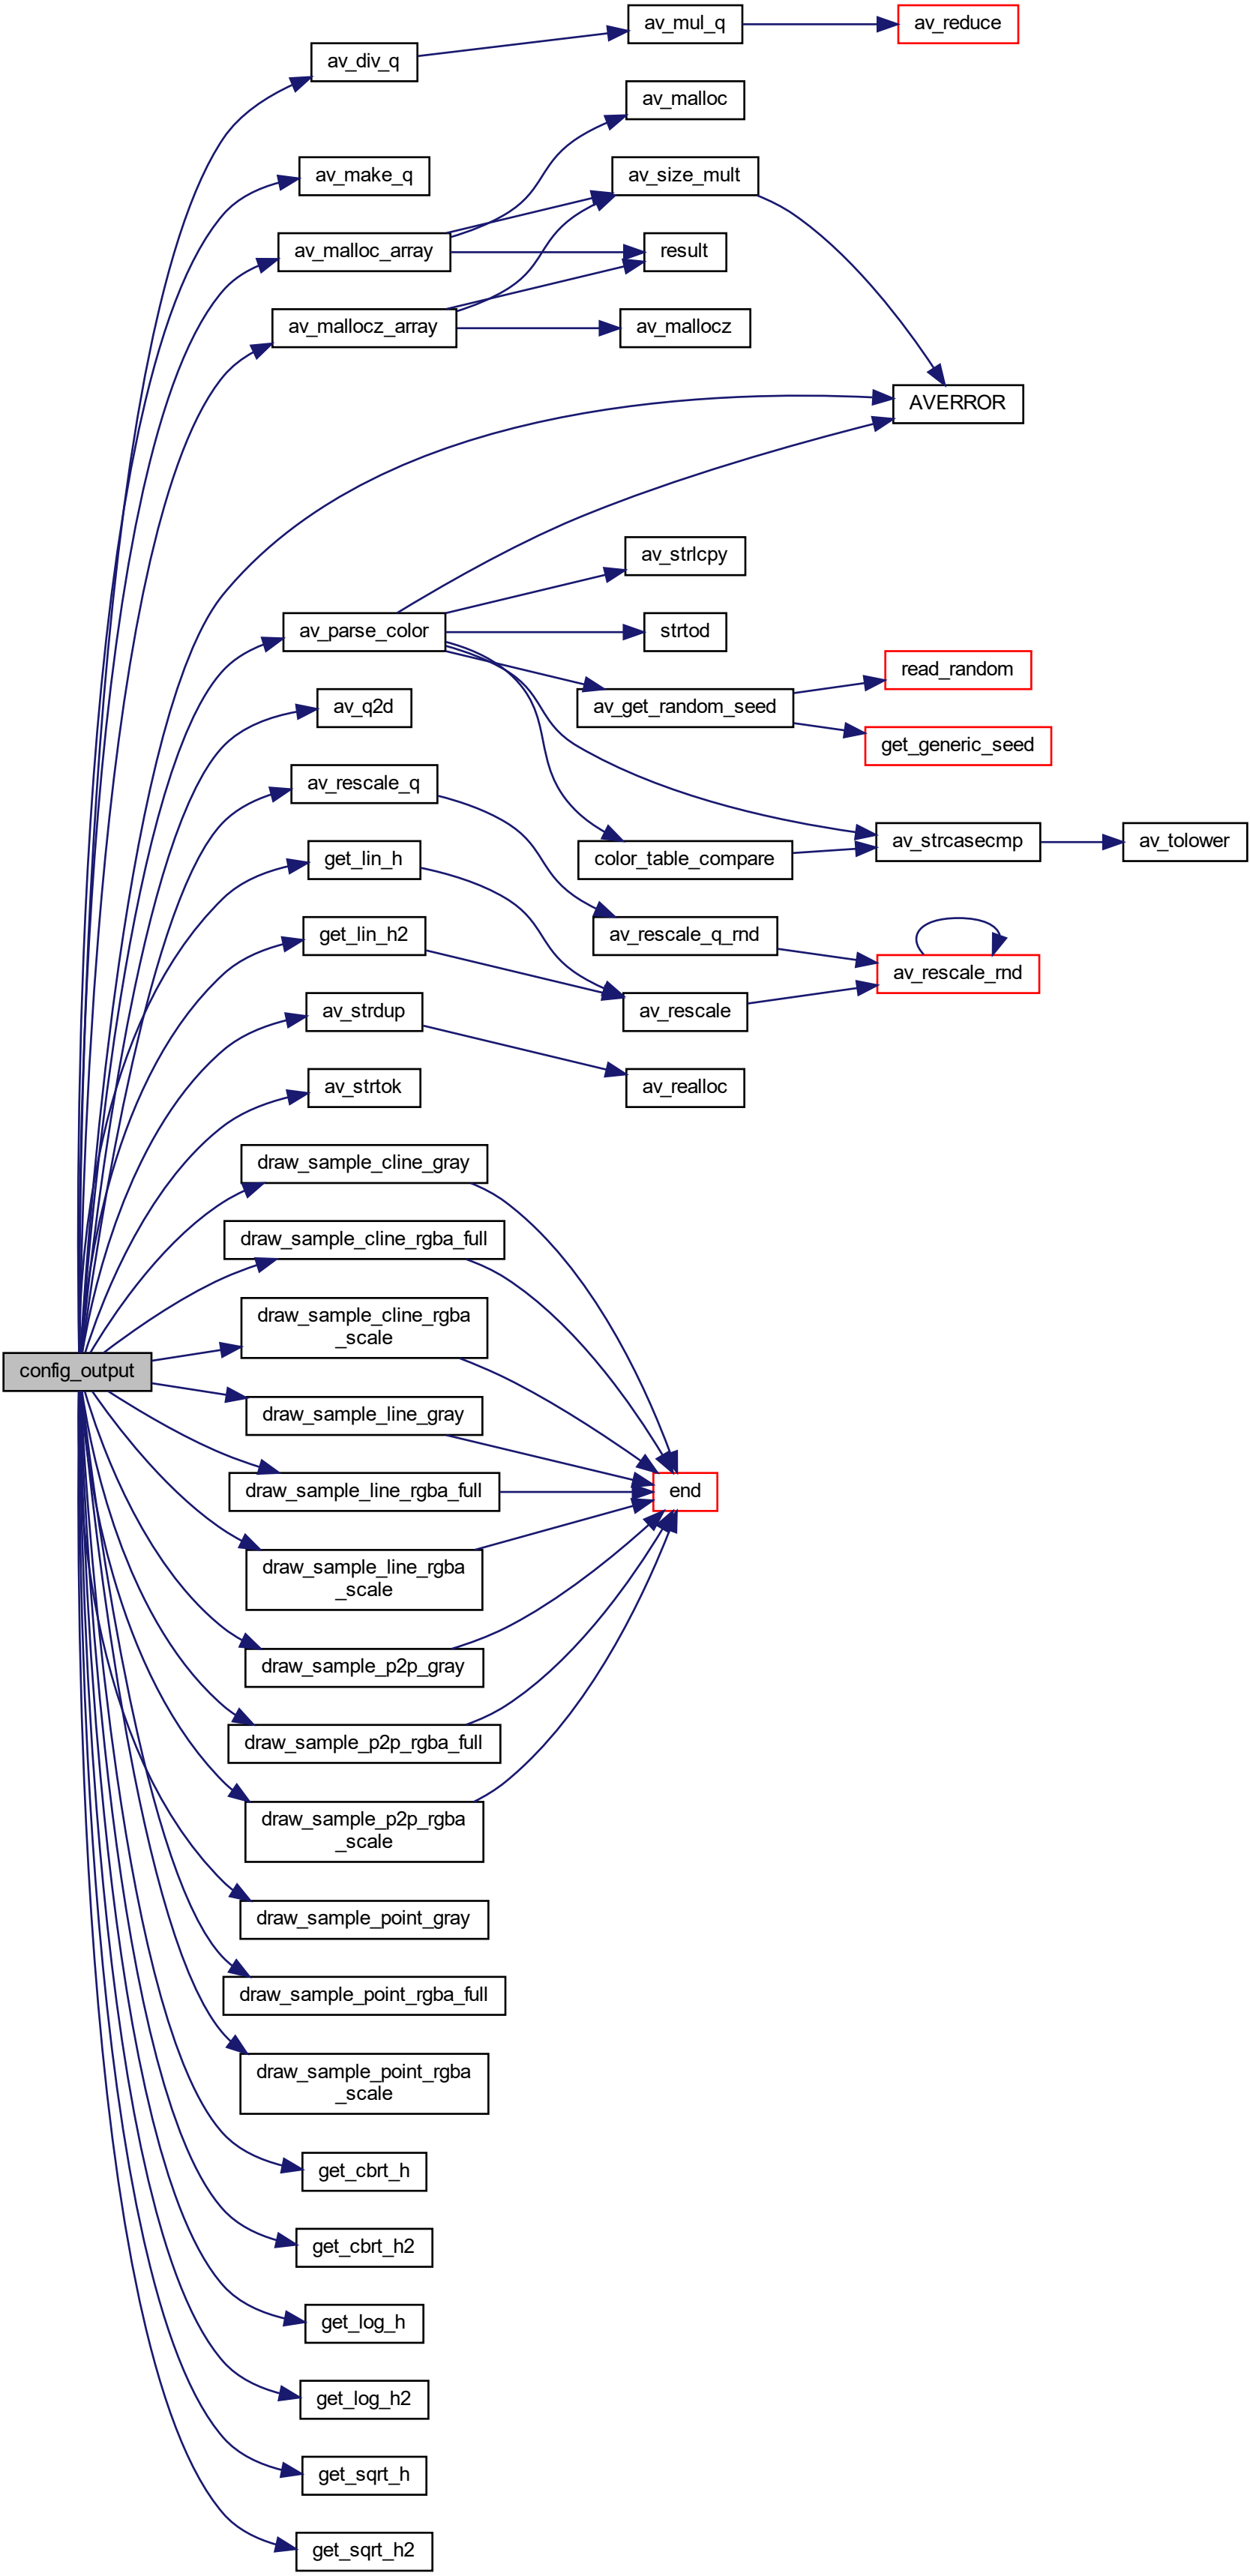 av_mul_q
av_reduce
av_div_q
av_malloc
av_make_q
av_size_mult
av_malloc_array
result
av_mallocz_array
av_mallocz
AVERROR
av_strlcpy
av_parse_color
strtod
read_random
av_q2d
av_get_random_seed
get_generic_seed
av_rescale_q
av_strcasecmp
av_tolower
get_lin_h
color_table_compare
get_lin_h2
av_rescale_q_rnd
av_rescale_rnd
av_strdup
av_rescale
av_strtok
av_realloc
draw_sample_cline_gray
draw_sample_cline_rgba_full
draw_sample_cline_rgba
_scale
config_output
draw_sample_line_gray
draw_sample_line_rgba_full
end
draw_sample_line_rgba
_scale
draw_sample_p2p_gray
draw_sample_p2p_rgba_full
draw_sample_p2p_rgba
_scale
draw_sample_point_gray
draw_sample_point_rgba_full
draw_sample_point_rgba
_scale
get_cbrt_h
get_cbrt_h2
get_log_h
get_log_h2
get_sqrt_h
get_sqrt_h2